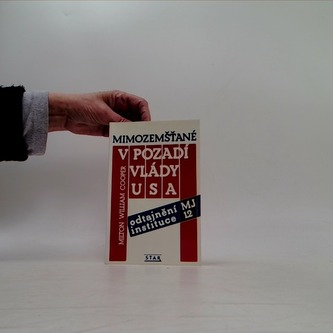 MIMOZEMŠŤANÉ
V POZADÍ
VLÁDY
USA
MILTON WILLIAM COOPER
odtajnění MJ
instituce 12
STAR